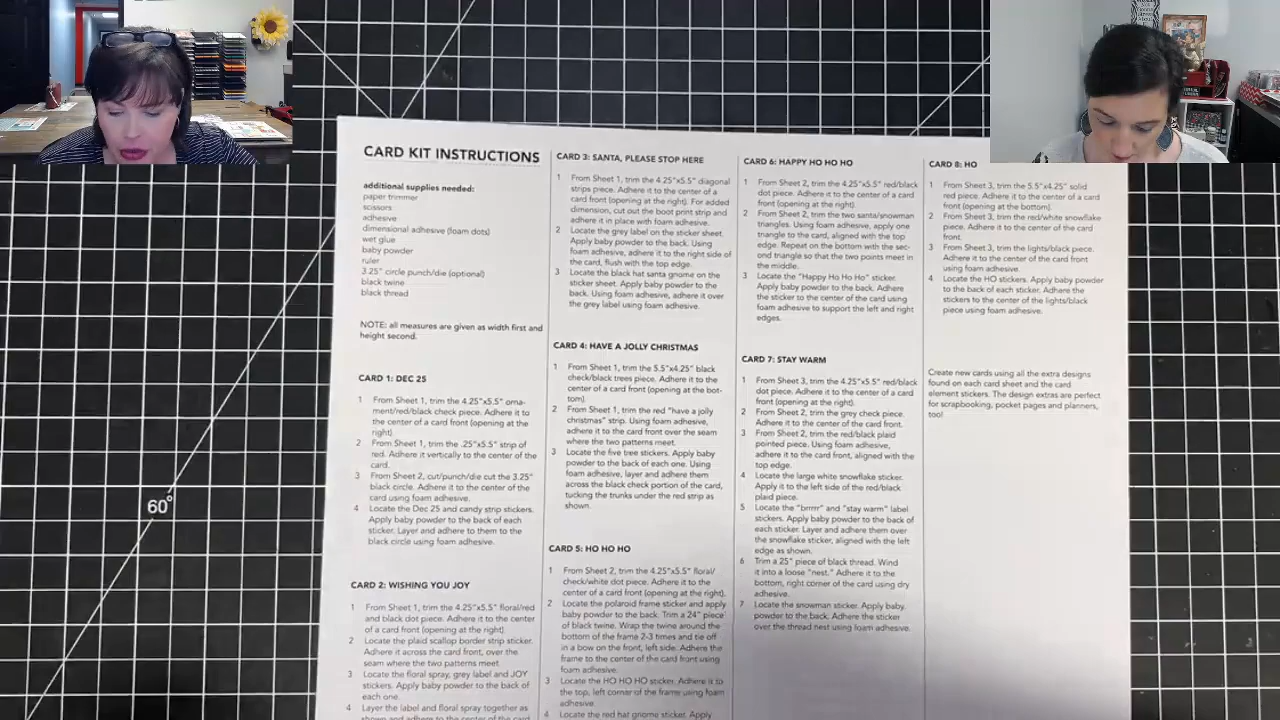 CARD KIT INSTRUCTIONS
additional supplies needed:
paper trimmer
scissors
adhesive
dimensional adhesive (foam dots)
wet glue
baby powder
ruler
3.25" circle punch/die (optional)
black twine
black thread
NOTE: all measures are given as width first and
height second.
CARD 1: DEC 25
1 From Sheet 1, trim the 4.25"x5.5" orna-
ment/red/black check piece. Adhere it to
the center of a card front (opening at the
right).
2 From Sheet 1, trim the .25"x5.5" strip of
red. Adhere it vertically to the center of the
card.
3 From Sheet 2, cut/punch/die cut the 3.25"
black circle. Adhere it to the center of the
card using foam adhesive.
4 Locate the Dec 25 and candy strip stickers.
Apply baby powder to the back of each
sticker. Layer and adhere to them to the
black circle using foam adhesive.
CARD 2: WISHING YOU JOY
1 From Sheet 1, trim the 4.25"x5.5" floral/red
and black dot piece. Adhere it to the center
of a card front (opening at the right).
2 Locate the plaid scallop border strip sticker.
Adhere it across the card front, over the
seam where the two patterns meet.
3 Locate the floral spray, grey label and JOY
stickers. Apply baby powder to the back of
each one.
4 Layer the label and floral spray together as
shown and adhere to the center of the card
CARD 3: SANTA, PLEASE STOP HERE
1 From Sheet 1, trim the 4.25"x5.5" diagonal
strips piece. Adhere it to the center of a
card front (opening at the right). For added
dimension, cut out the boot print strip and
adhere it in place with foam adhesive.
2 Locate the grey label on the sticker sheet.
Apply baby powder to the back. Using
foam adhesive, adhere it to the right side of
the card, flush with the top edge.
3 Locate the black hat santa gnome on the
sticker sheet. Apply baby powder to the
back. Using foam adhesive, adhere it over
the grey label using foam adhesive.
CARD 4: HAVE A JOLLY CHRISTMAS
1 From Sheet 1, trim the 5.5"x4.25" black
check/black trees piece. Adhere it to the
center of a card front (opening at the bot-
tom).
2 From Sheet 1, trim the red "have a jolly
christmas" strip. Using foam adhesive,
adhere it to the card front over the seam
where the two patterns meet.
3 Locate the five tree stickers. Apply baby
powder to the back of each one. Using
foam adhesive, layer and adhere them
across the black check portion of the card,
tucking the trunks under the red strip as
shown.
CARD 5: HO HO HO
1 From Sheet 2, trim the 4.25"x5.5" floral/
check/white dot piece. Adhere it to the
center of a card front (opening at the right).
2 Locate the polaroid frame sticker and apply
baby powder to the back. Trim a 24" piece
of black twine. Wrap the twine around the
bottom of the frame 2-3 times and tie off
in a bow on the front, left side. Adhere the
frame to the center of the card front using
foam adhesive.
3 Locate the HO HO HO sticker. Adhere it to
the top, left corner of the frame using foam
adhesive.
4 Locate the red hat gnome sticker. Apply
CARD 6: HAPPY HO HO HO
1 From Sheet 2, trim the 4.25"x5.5" red/black
dot piece. Adhere it to the center of a card
front (opening at the right).
2 From Sheet 2, trim the two santa/snowman
triangles. Using foam adhesive, apply one
triangle to the card, aligned with the top
edge. Repeat on the bottom with the sec-
ond triangle so that the two points meet in
the middle.
3 Locate the "Happy Ho Ho Ho" sticker.
Apply baby powder to the back. Adhere
the sticker to the center of the card using
foam adhesive to support the left and right
edges.
CARD 7: STAY WARM
1 From Sheet 3, trim the 4.25"x5.5" red/black
dot piece. Adhere it to the center of a card
front (opening at the right).
2 From Sheet 2, trim the grey check piece.
Adhere it to the center of the card front.
3 From Sheet 2, trim the red/black plaid
pointed piece. Using foam adhesive,
adhere it to the card front, aligned with the
top edge.
4 Locate the large white snowflake sticker.
Apply it to the left side of the red/black
plaid piece.
5 Locate the "brrrr" and "stay warm" label
stickers. Apply baby powder to the back of
each sticker. Layer and adhere them over
the snowflake sticker, aligned with the left
edge as shown.
6 Trim a 25" piece of black thread. Wind
it into a loose "nest." Adhere it to the
bottom, right corner of the card using dry
adhesive.
7 Locate the snowman sticker. Apply baby
powder to the back. Adhere the sticker
over the thread nest using foam adhesive.
CARD 8: HO
1 From Sheet 3, trim the 5.5"x4.25" solid
red piece. Adhere it to the center of a card
front (opening at the bottom).
2 From Sheet 3, trim the red/white snowflake
piece. Adhere it to the center of the card
front.
3 From Sheet 3, trim the lights/black piece.
Adhere it to the center of the card front
using foam adhesive.
4 Locate the HO stickers. Apply baby powder
to the back of each sticker. Adhere the
stickers to the center of the lights/black
piece using foam adhesive.
Create new cards using all the extra designs
found on each card sheet and the card
element stickers. The design extras are perfect
for scrapbooking, pocket pages and planners,
too!
60°